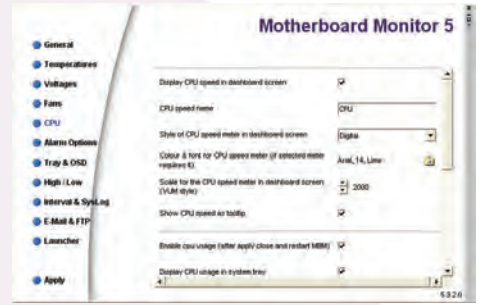 Motherboard Monitor 5
General
Temperatures
Voltages
Fans
CPU
Alarm Options
Tray & OSD
High / Low
Interval & SysLog
E-Mail & FTP
Launcher
Apply
Display CPU speed in dashboard screen
CPU speed name
CPU
Style of CPU speed meter in dashboard screen
Digital
Colour & font for CPU speed meter (if selected meter
requires it)
Arial, 14, Lime
Scale for the CPU speed meter in dashboard screen
(VUM style)
2000
Show CPU speed as tooltip
Enable cpu usage (after apply close and restart MBM)
Display CPU usage in system tray